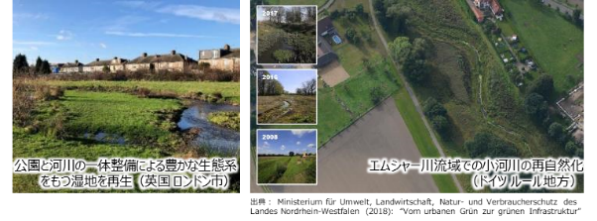 公園と河川の一体整備による豊かな生態系
をもつ湿地を再生（英国 ロンドン市）
2017
2008
エムシャー川流域での小河川の再自然化
（ドイツ ルール地方）
出典： Ministerium für Umwelt, Landwirtschaft, Natur- und Verbraucherschutz des
Landes Nordrhein-Westfalen (2018): “Vom urbanen Grün zur grünen Infrastruktur”